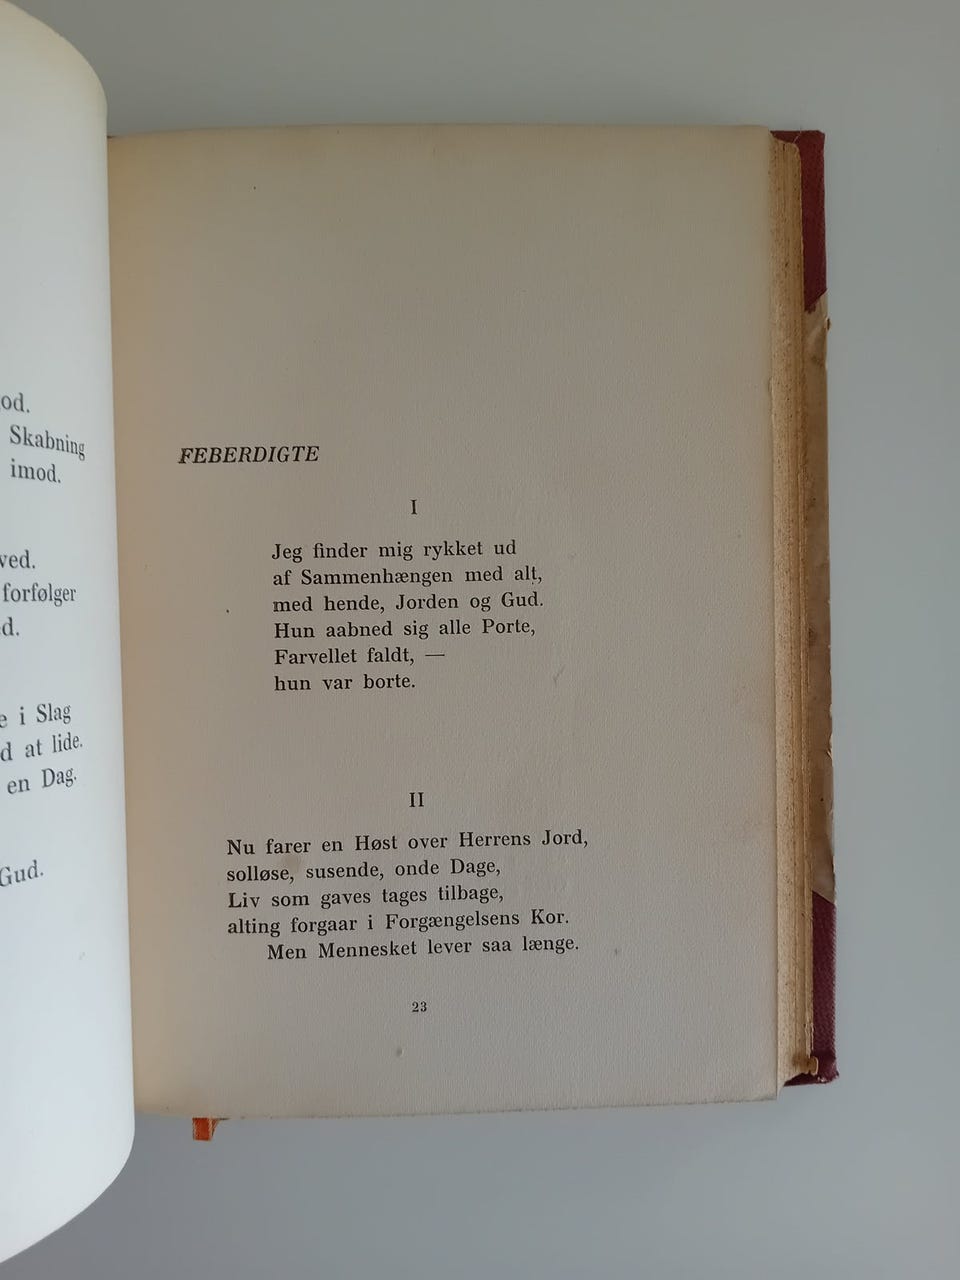 od.
Skabning
imod.
ved.
forfølger
d.
e i Slag
d at lide.
en Dag.
Gud.
FEBERDIGTE
I
Jeg finder mig rykket ud
af Sammenhængen med alt,
med hende, Jorden og Gud.
Hun aabned sig alle Porte,
Farvellet faldt, —
hun var borte.
II
Nu farer en Høst over Herrens Jord,
solløse, susende, onde Dage,
Liv som gaves tages tilbage,
alting forgaar i Forgængelsens Kor.
Men Mennesket lever saa længe.
23